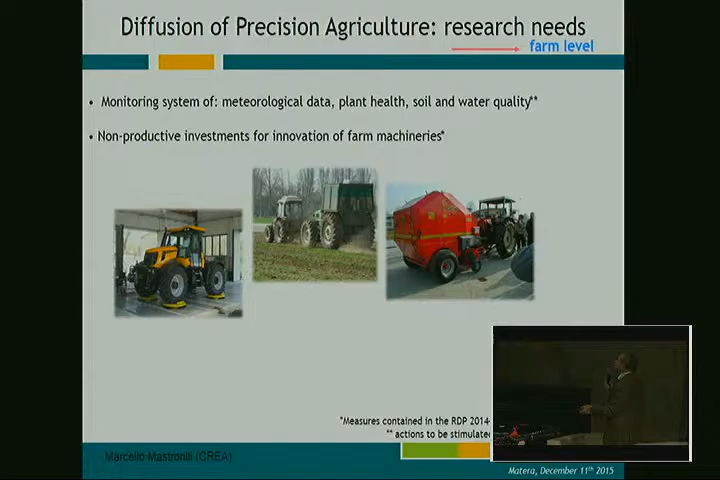 Diffusion of Precision Agriculture: research needs
farm level
• Monitoring system of: meteorological data, plant health, soil and water quality**
• Non-productive investments for innovation of farm machineries*
*Measures contained in the RDP 2014-
** actions to be stimulated
Marcello Mastrorilli (CREA)
Matera, December 11th 2015